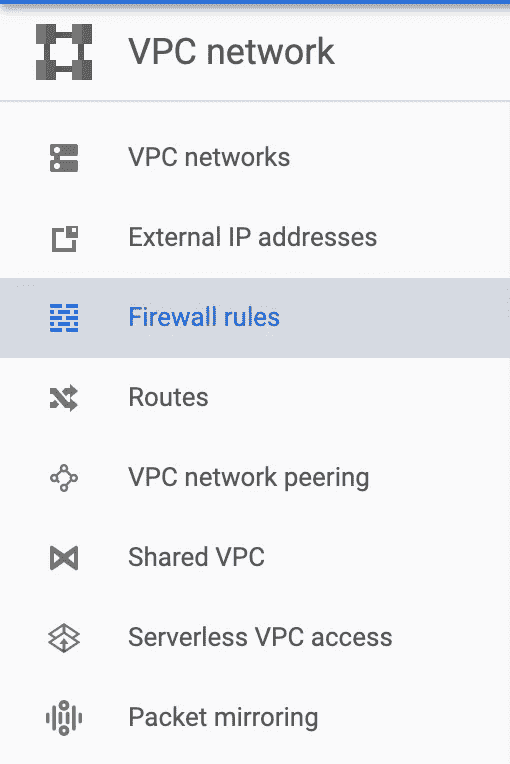 VPC network
VPC networks
External IP addresses
Firewall rules
Routes
VPC network peering
Shared VPC
Serverless VPC access
Packet mirroring